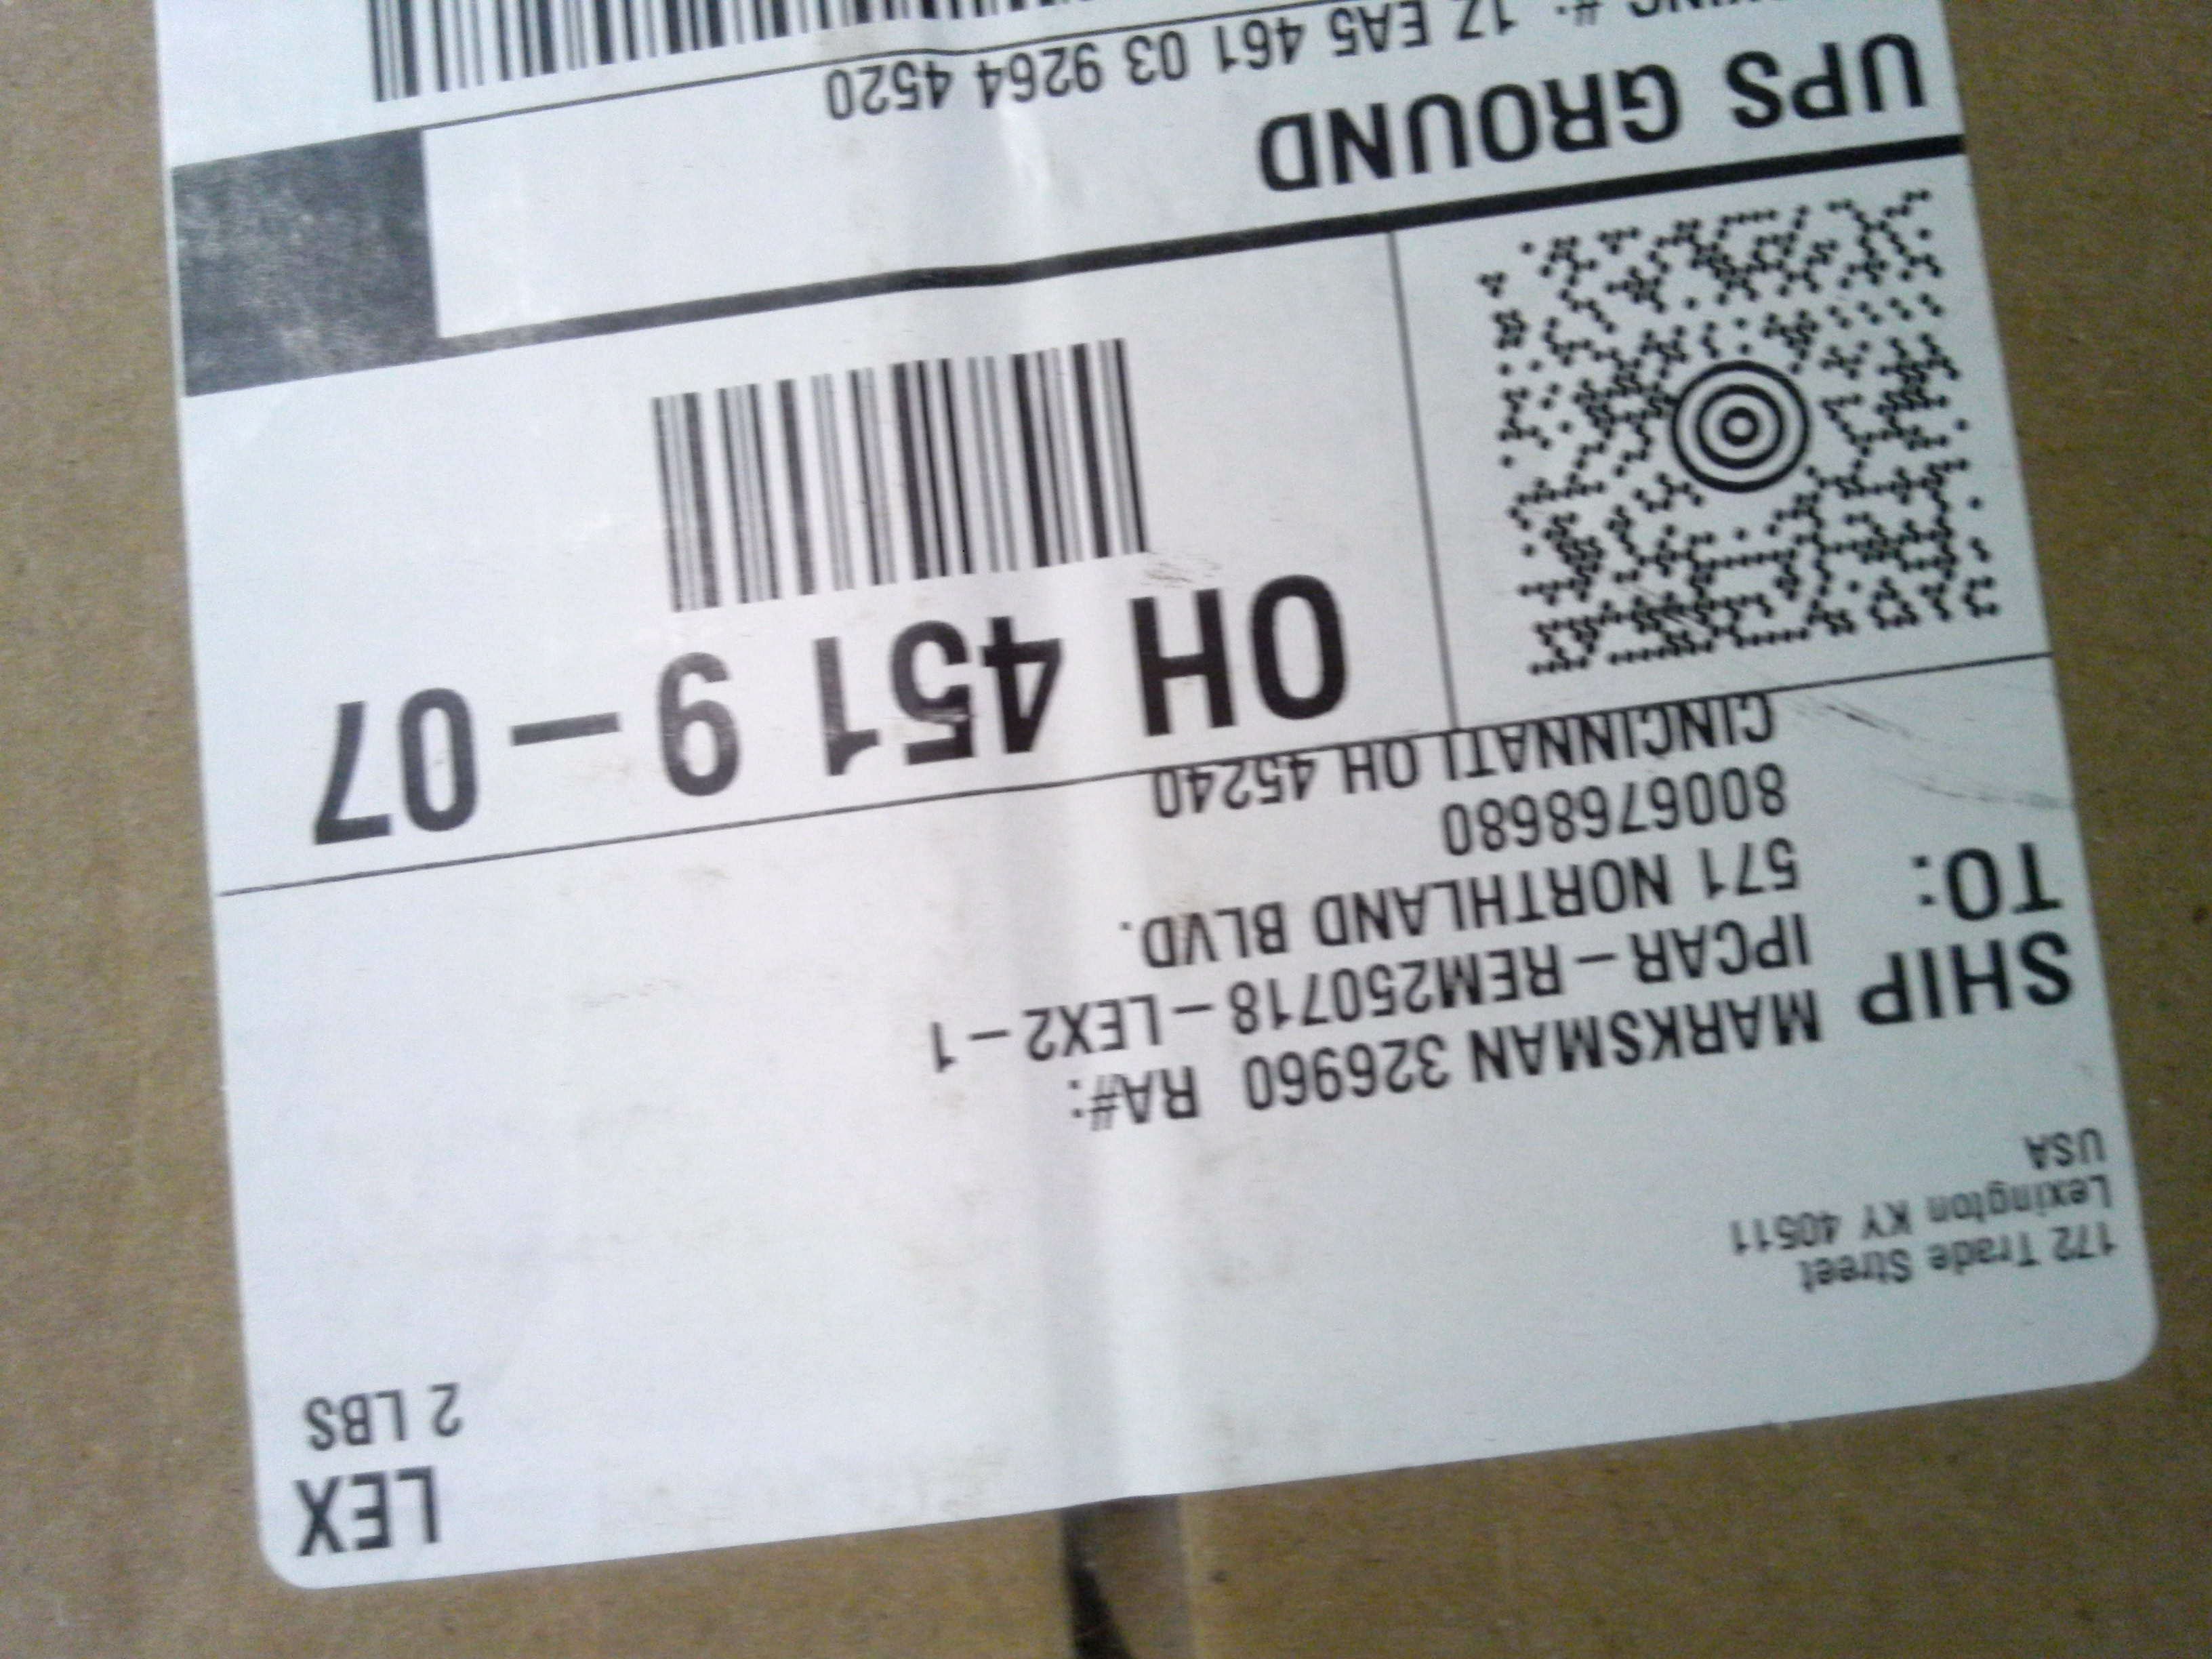 LEX
2 LBS
172 Trade Street
Lexington KY 40511
USA
SHIP
TO:
MARKSMAN 326960 RA#:
IPCAR-REM250718-LEX2-1
571 NORTHLAND BLVD.
8006768680
CINCINNATI OH 45240
OH 451 9-07
UPS GROUND
#: 1Z EA5 461 03 9264 4520